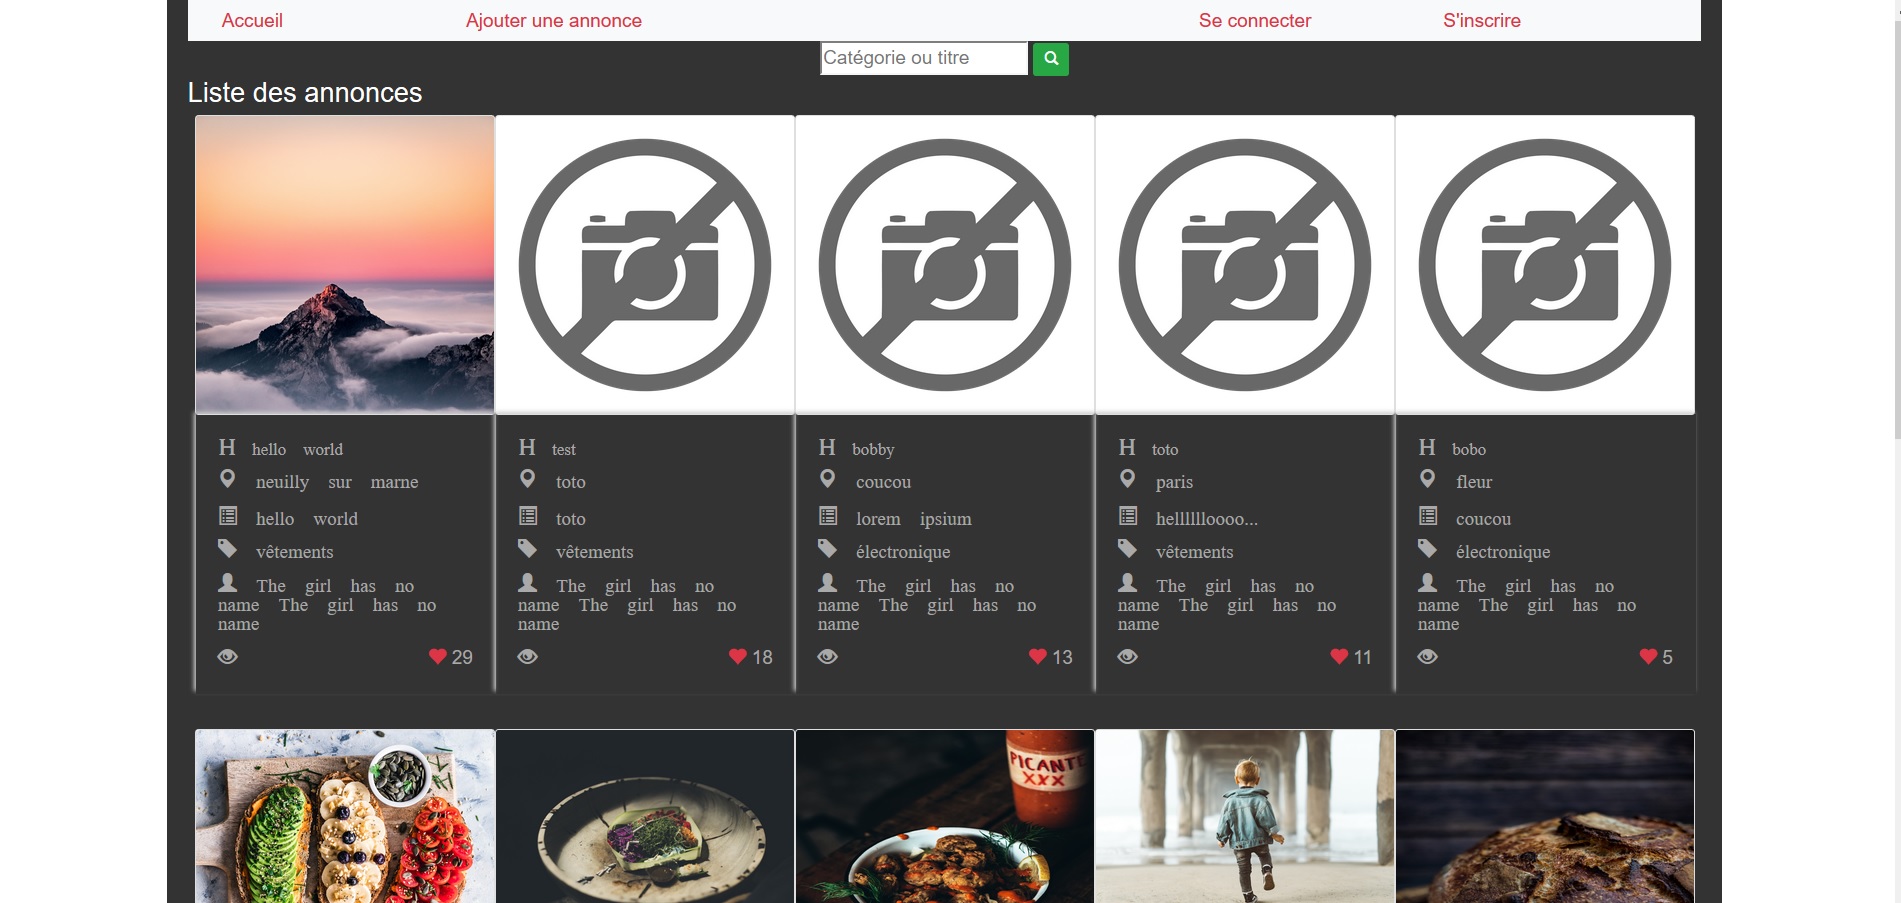 Accueil Ajouter une annonce Se connecter S'inscrire
Catégorie ou titre
Liste des annonces
H hello world
neuilly sur marne
hello world
vêtements
The girl has no
name The girl has no
name
29
H test
toto
toto
vêtements
The girl has no
name The girl has no
name
18
H bobby
coucou
lorem ipsium
électronique
The girl has no
name The girl has no
name
13
H toto
paris
helllllloooo...
vêtements
The girl has no
name The girl has no
name
11
H bobo
fleur
coucou
électronique
The girl has no
name The girl has no
name
5
PICANTE
XXX